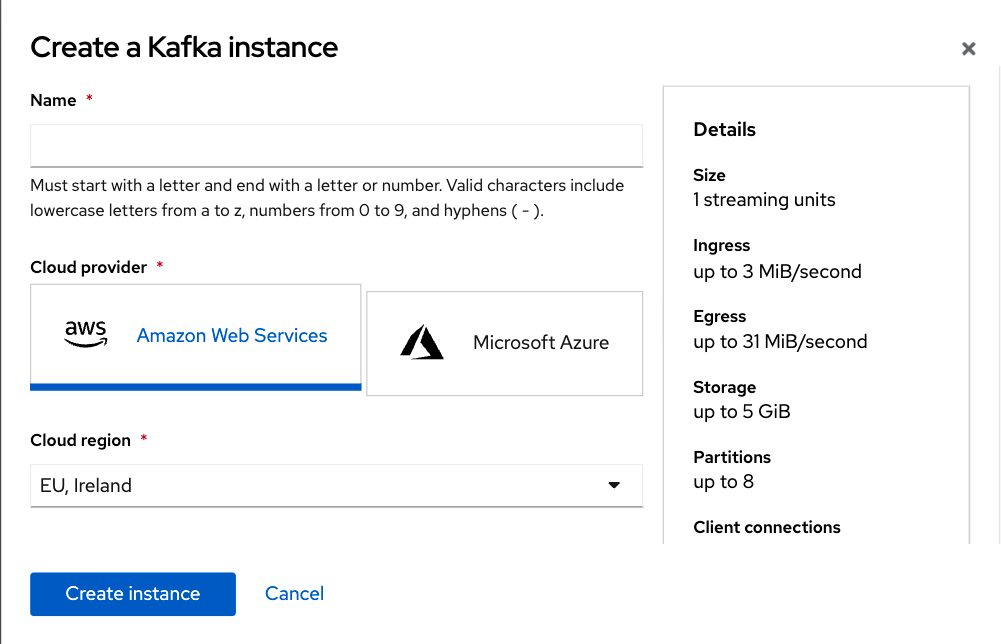 Create a Kafka instance
Name *
Must start with a letter and end with a letter or number. Valid characters include
lowercase letters from a to z, numbers from 0 to 9, and hyphens ( - ).
Cloud provider *
aws
Amazon Web Services
Microsoft Azure
Cloud region *
EU, Ireland
Create instance
Cancel
Details
Size
1 streaming units
Ingress
up to 3 MiB/second
Egress
up to 31 MiB/second
Storage
up to 5 GiB
Partitions
up to 8
Client connections